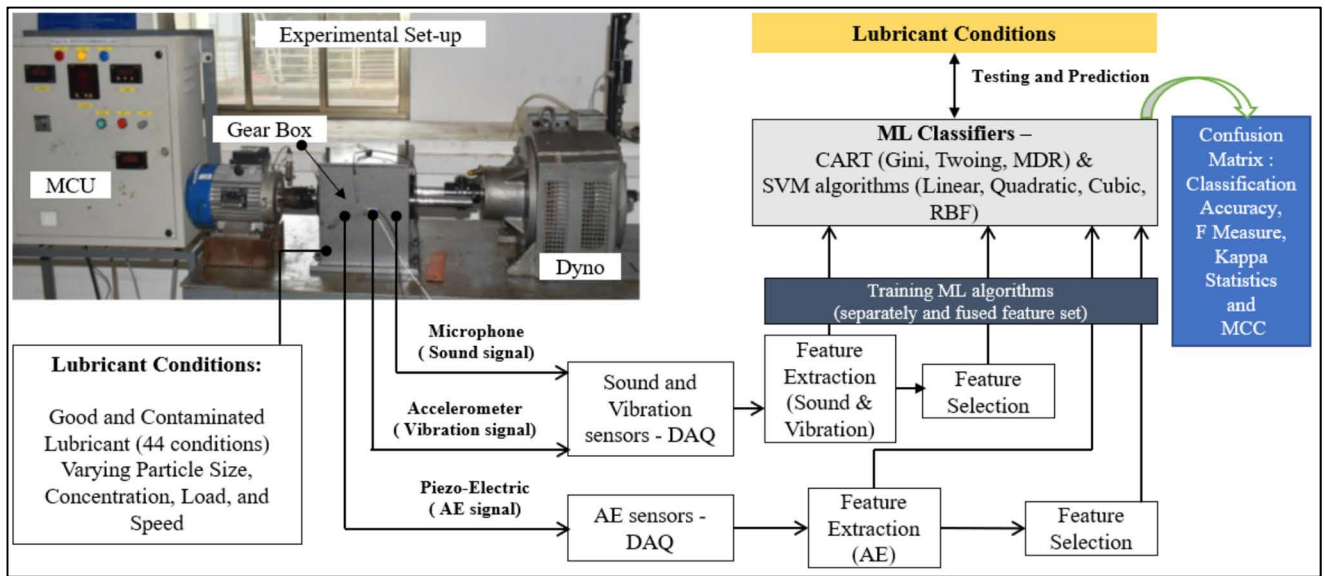 Experimental Set-up
Gear Box
MCU
Dyno
Lubricant Conditions:
Good and Contaminated
Lubricant (44 conditions)
Varying Particle Size,
Concentration, Load, and
Speed
Microphone
( Sound signal)
Accelerometer
( Vibration signal)
Piezo-Electric
( AE signal)
Sound and
Vibration
sensors - DAQ
AE sensors -
DAQ
Feature
Extraction
(Sound &
Vibration)
Feature
Selection
Feature
Extraction
(AE)
Feature
Selection
Training ML algorithms
(separately and fused feature set)
ML Classifiers –
CART (Gini, Twoing, MDR) &
SVM algorithms (Linear, Quadratic, Cubic,
RBF)
Testing and Prediction
Lubricant Conditions
Confusion
Matrix :
Classification
Accuracy,
F Measure,
Kappa
Statistics
and
MCC